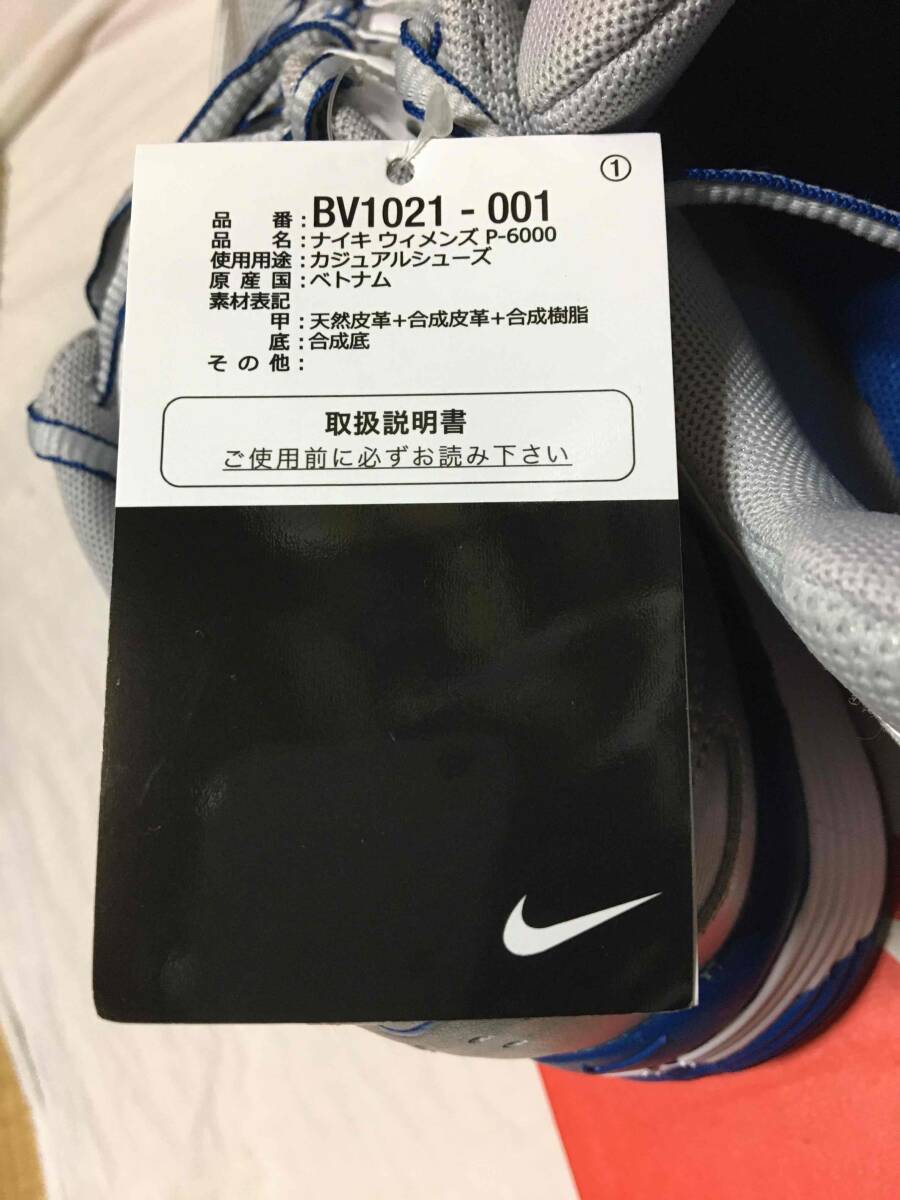 ①
品番:BV1021 - 001
品名:ナイキ ウィメンズ P-6000
使用用途:カジュアルシューズ
原産国:ベトナム
素材表記
甲:天然皮革+合成皮革+合成樹脂
底:合成底
その他:
取扱説明書
ご使用前に必ずお読み下さい